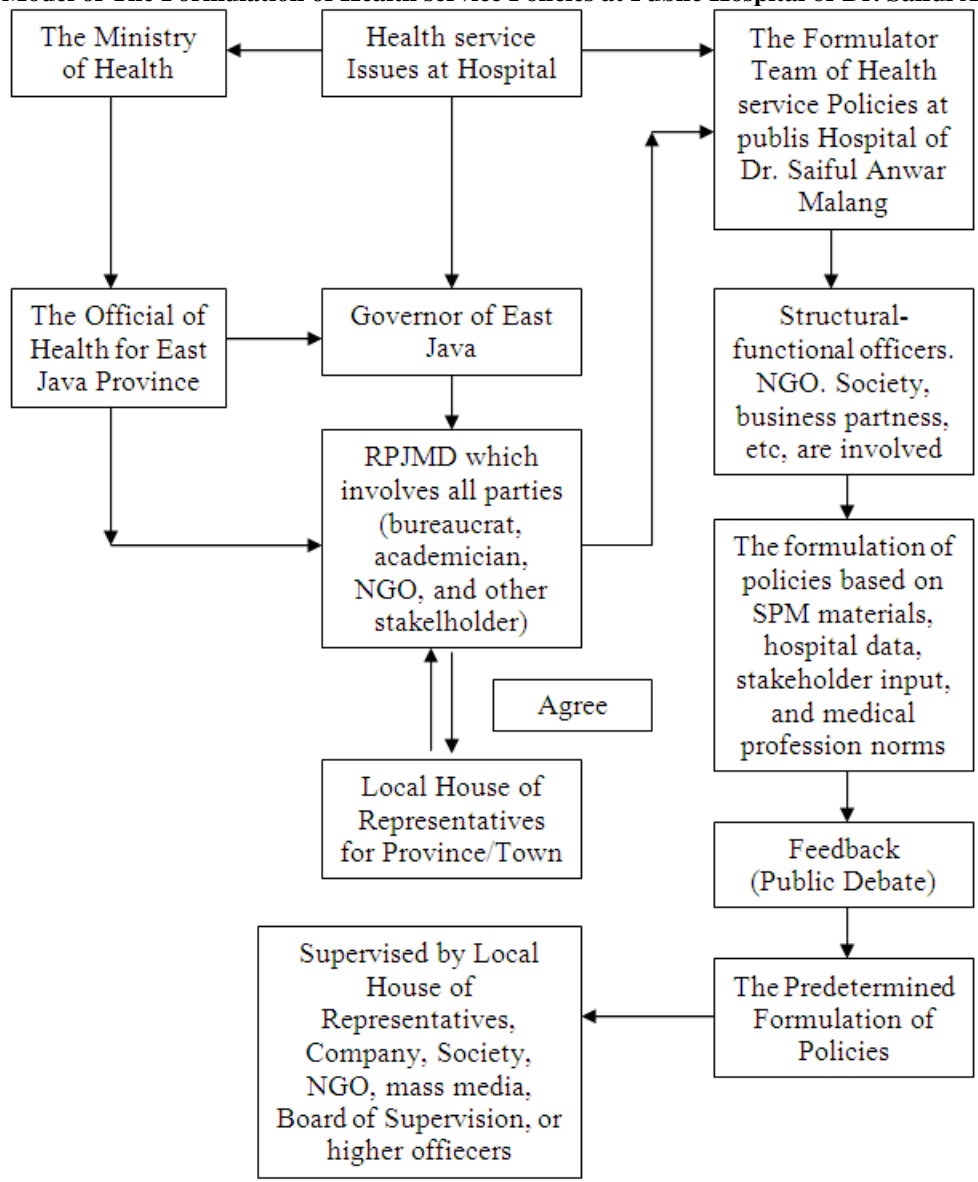 Model of The Formulation of Health service Policies at Public Hospital of Dr. Saiful A
The Ministry
of Health
Health service
Issues at Hospital
The Formulator
Team of Health
service Policies at
publis Hospital of
Dr. Saiful Anwar
Malang
The Official of
Health for East
Java Province
Governor of East
Java
Structural-
functional officers.
NGO. Society,
business partness,
etc, are involved
RPJMD which
involves all parties
(bureaucrat,
academician,
NGO, and other
stakelholder)
The formulation of
policies based on
SPM materials,
hospital data,
stakeholder input,
and medical
profession norms
Agree
Local House of
Representatives
for Province/Town
Feedback
(Public Debate)
Supervised by Local
House of
Representatives,
Company, Society,
NGO, mass media,
Board of Supervision, or
higher offiecers
The Predetermined
Formulation of
Policies